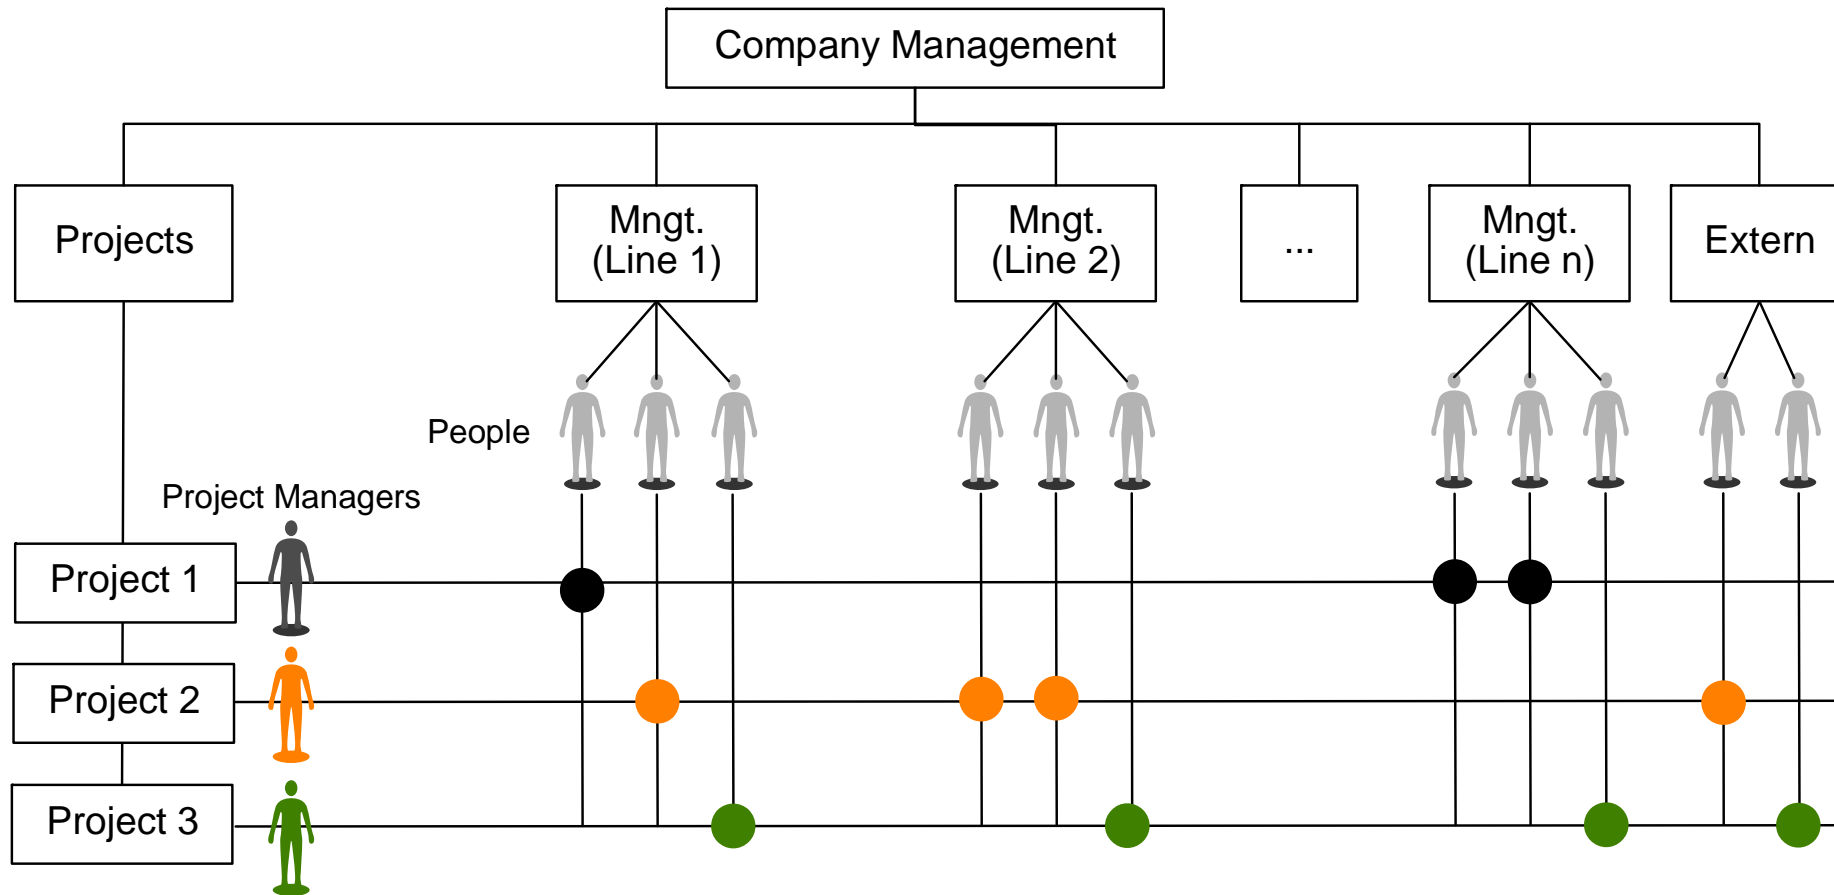 Company Management
Projects
Mngt.
(Line 1)
Mngt.
(Line 2)
...
Mngt.
(Line n)
Extern
People
Project Managers
Project 1
Project 2
Project 3